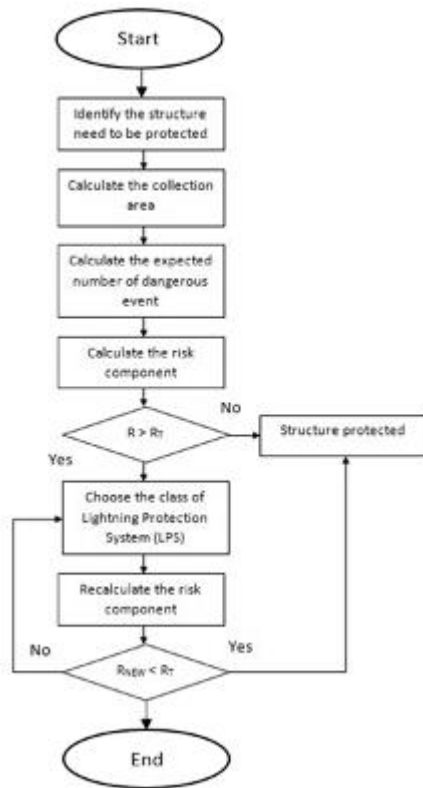 Start
Identify the structure
need to be protected
Calculate the collection
area
Calculate the expected
number of dangerous
event
Calculate the risk
component
No
R > RT
Structure protected
Yes
Choose the class of
Lightning Protection
System (LPS)
Recalculate the risk
component
No
Yes
RNEW < RT
End